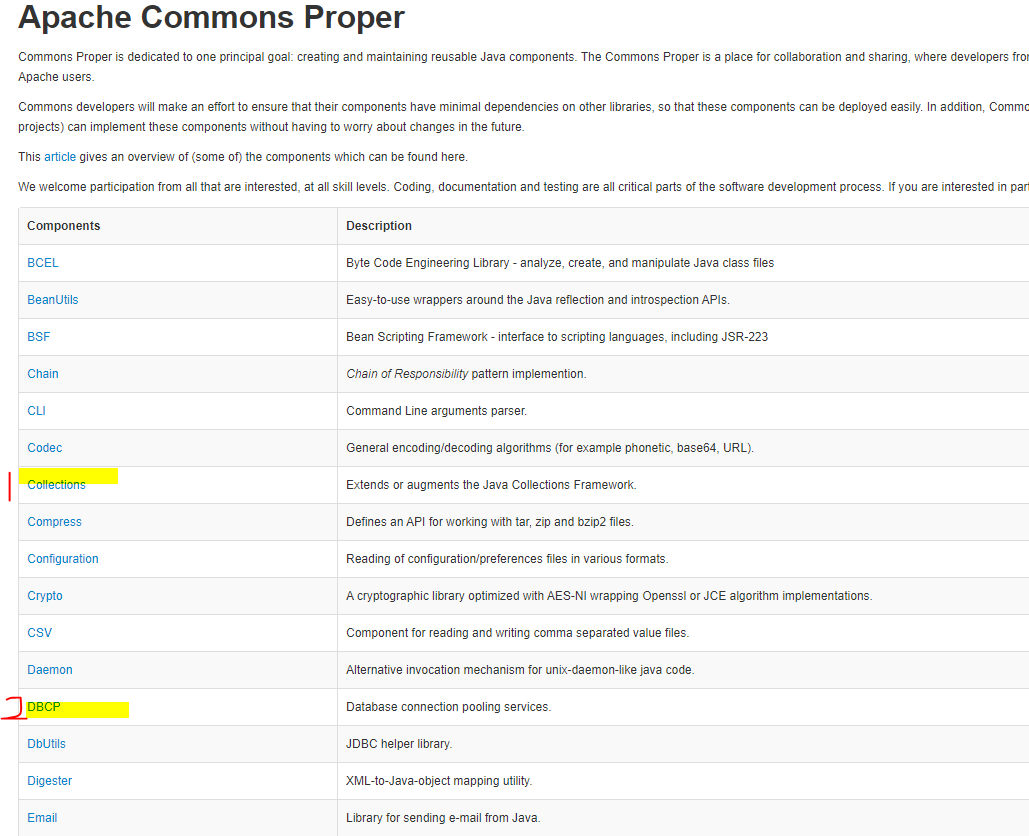 Apache Commons Proper
Commons Proper is dedicated to one principal goal: creating and maintaining reusable Java components. The Commons Proper is a place for collaboration and sharing, where developers
Apache users.
Commons developers will make an effort to ensure that their components have minimal dependencies on other libraries, so that these components can be deployed easily. In addition,
projects) can implement these components without having to worry about changes in the future.
This article gives an overview of (some of) the components which can be found here.
We welcome participation from all that are interested, at all skill levels. Coding, documentation and testing are all critical parts of the software development process. If you are interested in
Components Description
BCEL Byte Code Engineering Library - analyze, create, and manipulate Java class files
BeanUtils Easy-to-use wrappers around the Java reflection and introspection APIs.
BSF Bean Scripting Framework - interface to scripting languages, including JSR-223
Chain Chain of Responsibility pattern implemention.
CLI Command Line arguments parser.
Codec General encoding/decoding algorithms (for example phonetic, base64, URL).
1 Collections Extends or augments the Java Collections Framework.
Compress Defines an API for working with tar, zip and bzip2 files.
Configuration Reading of configuration/preferences files in various formats.
Crypto A cryptographic library optimized with AES-NI wrapping Openssl or JCE algorithm implementations.
CSV Component for reading and writing comma separated value files.
Daemon Alternative invocation mechanism for unix-daemon-like java code.
2 DBCP Database connection pooling services.
DbUtils JDBC helper library.
Digester XML-to-Java-object mapping utility.
Email Library for sending e-mail from Java.